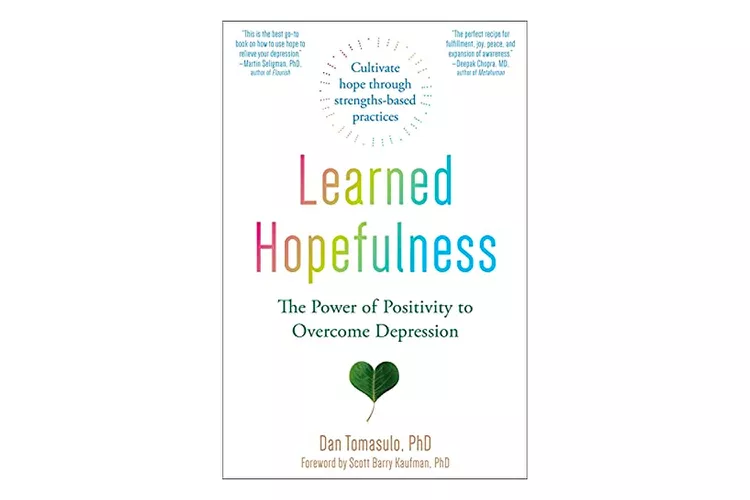 "This is the best go-to
book on how to use hope to
relieve your depression."
—Martin Seligman, PhD,
author of Flourish
"The perfect recipe for
fulfillment, joy, peace, and
expansion of awareness."
—Deepak Chopra, MD,
author of Metahuman
Cultivate
hope through
strengths-based
practices
Learned
Hopefulness
The Power of Positivity to
Overcome Depression
Dan Tomasulo, PhD
Foreword by Scott Barry Kaufman, PhD